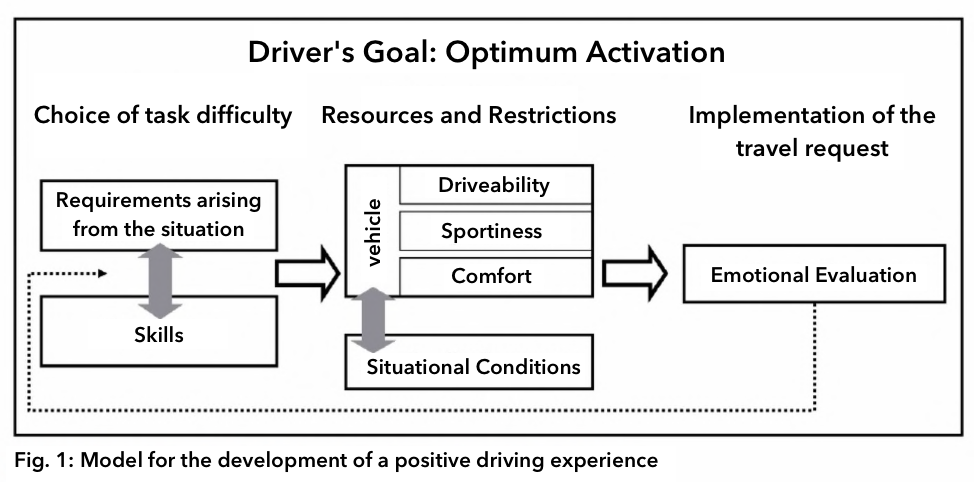 Driver's Goal: Optimum Activation
Choice of task difficulty
Resources and Restrictions
Implementation of the
travel request
Requirements arising
from the situation
Skills
vehicle
Driveability
Sportiness
Comfort
Situational Conditions
Emotional Evaluation
Fig. 1: Model for the development of a positive driving experience